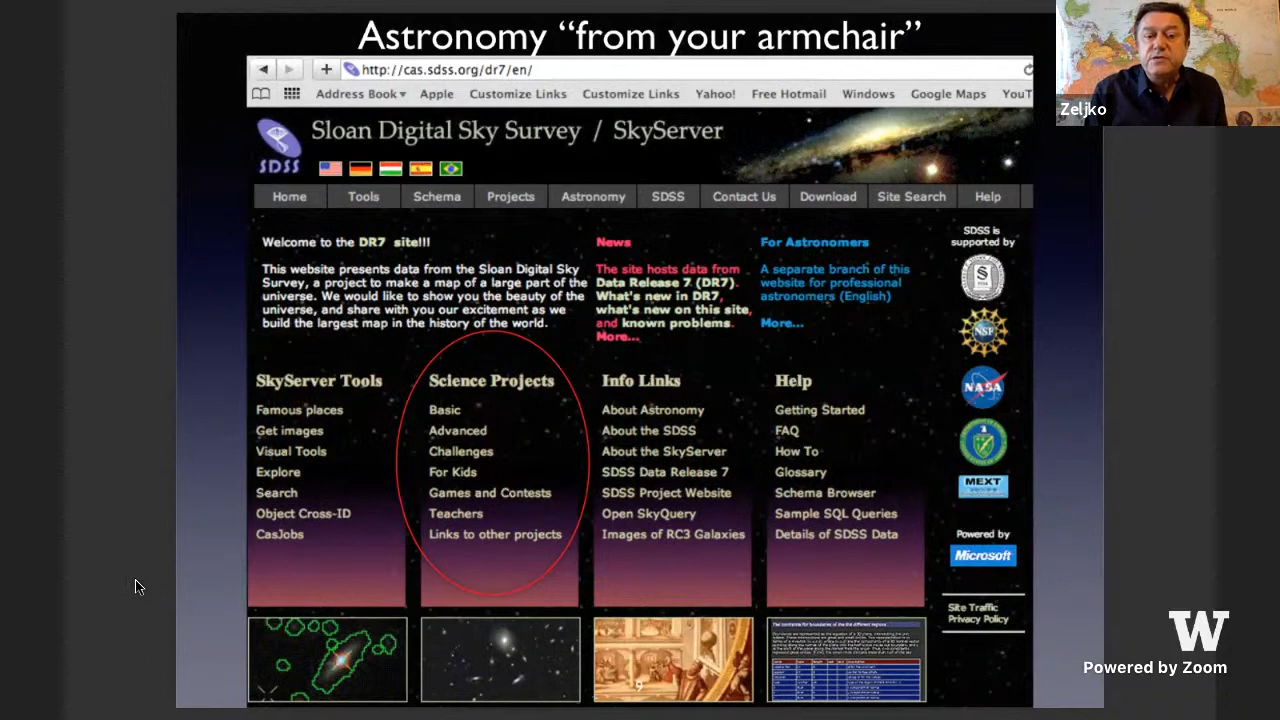 Astronomy “from your armchair”
http://cas.sdss.org/dr7/en/
Address Book▾ Apple Customize Links Customize Links Yahoo! Free Hotmail Windows Google Maps YouT
Zeljko
Sloan Digital Sky Survey / SkyServer
SDSS
Home Tools Schema Projects Astronomy SDSS Contact Us Download Site Search Help
Welcome to the DR7 site!!!
This website presents data from the Sloan Digital Sky
Survey, a project to make a map of a large part of the
universe. We would like to show you the beauty of the
universe, and share with you our excitement as we
build the largest map in the history of the world.
News
The site hosts data from
Data Release 7 (DR7).
What's new in DR7,
what's new on this site,
and known problems.
More...
For Astronomers
A separate branch of this
website for professional
astronomers (English)
More...
SDSS is
supported by
NSF
NASA
MEXT
Powered by
Microsoft
Site Traffic
Privacy Policy
SkyServer Tools
Famous places
Get images
Visual Tools
Explore
Search
Object Cross-ID
CasJobs
Science Projects
Basic
Advanced
Challenges
For Kids
Games and Contests
Teachers
Links to other projects
Info Links
About Astronomy
About the SDSS
About the SkyServer
SDSS Data Release 7
SDSS Project Website
Open SkyQuery
Images of RC3 Galaxies
Help
Getting Started
FAQ
How To
Glossary
Schema Browser
Sample SQL Queries
Details of SDSS Data
9
W
Powered by Zoom